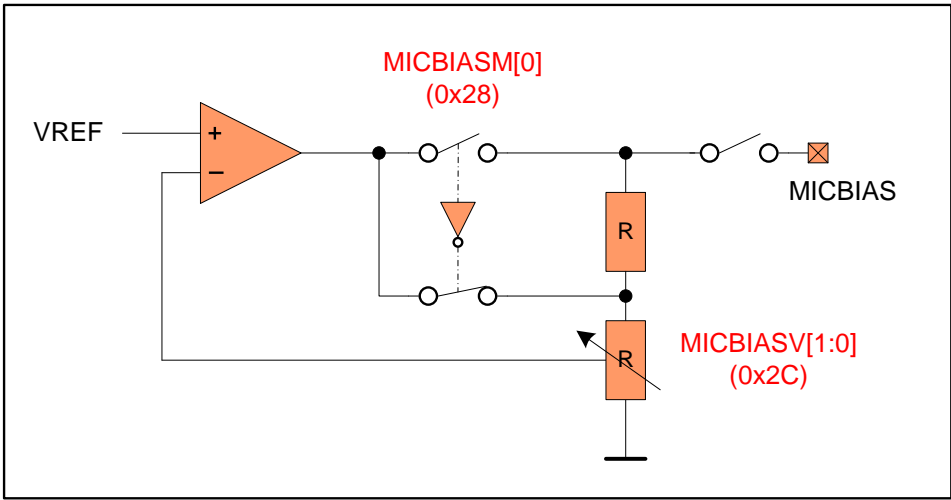 MICBIASM[0]
(0x28)
VREF
+
−
MICBIAS
R
R
MICBIASV[1:0]
(0x2C)